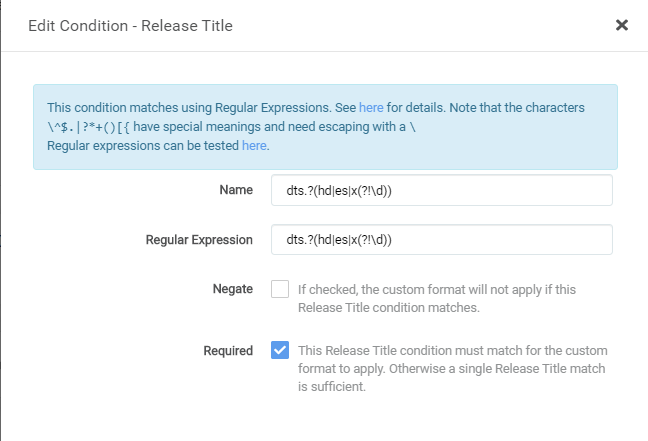 Edit Condition - Release Title
This condition matches using Regular Expressions. See here for details. Note that the characters
\^$.|?*+()[{ have special meanings and need escaping with a \
Regular expressions can be tested here.
Name
dts.?(hd|es|x(?!\d))
Regular Expression
dts.?(hd|es|x(?!\d))
Negate
If checked, the custom format will not apply if this
Release Title condition matches.
Required
This Release Title condition must match for the custom
format to apply. Otherwise a single Release Title match
is sufficient.